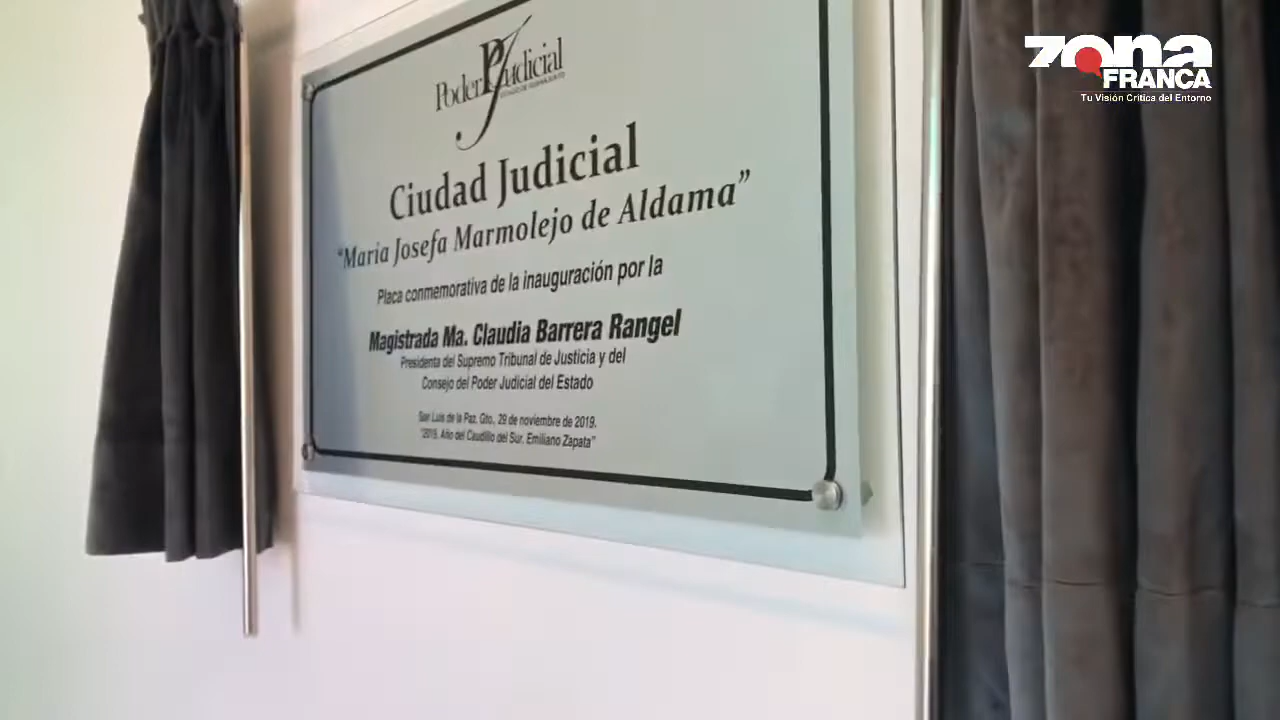 Poder Judicial
ESTADO DE GUANAJUATO
Ciudad Judicial
"Maria Josefa Marmolejo de Aldama"
Placa conmemorativa de la inauguración por la
Magistrada Ma. Claudia Barrera Rangel
Presidenta del Supremo Tribunal de Justicia y del
Consejo del Poder Judicial del Estado
San Luis de la Paz, Gto, 29 de noviembre de 2019.
"2019. Año del Caudillo del Sur. Emiliano Zapata"
zona
FRANCA
Tu Visión Crítica del Entorno